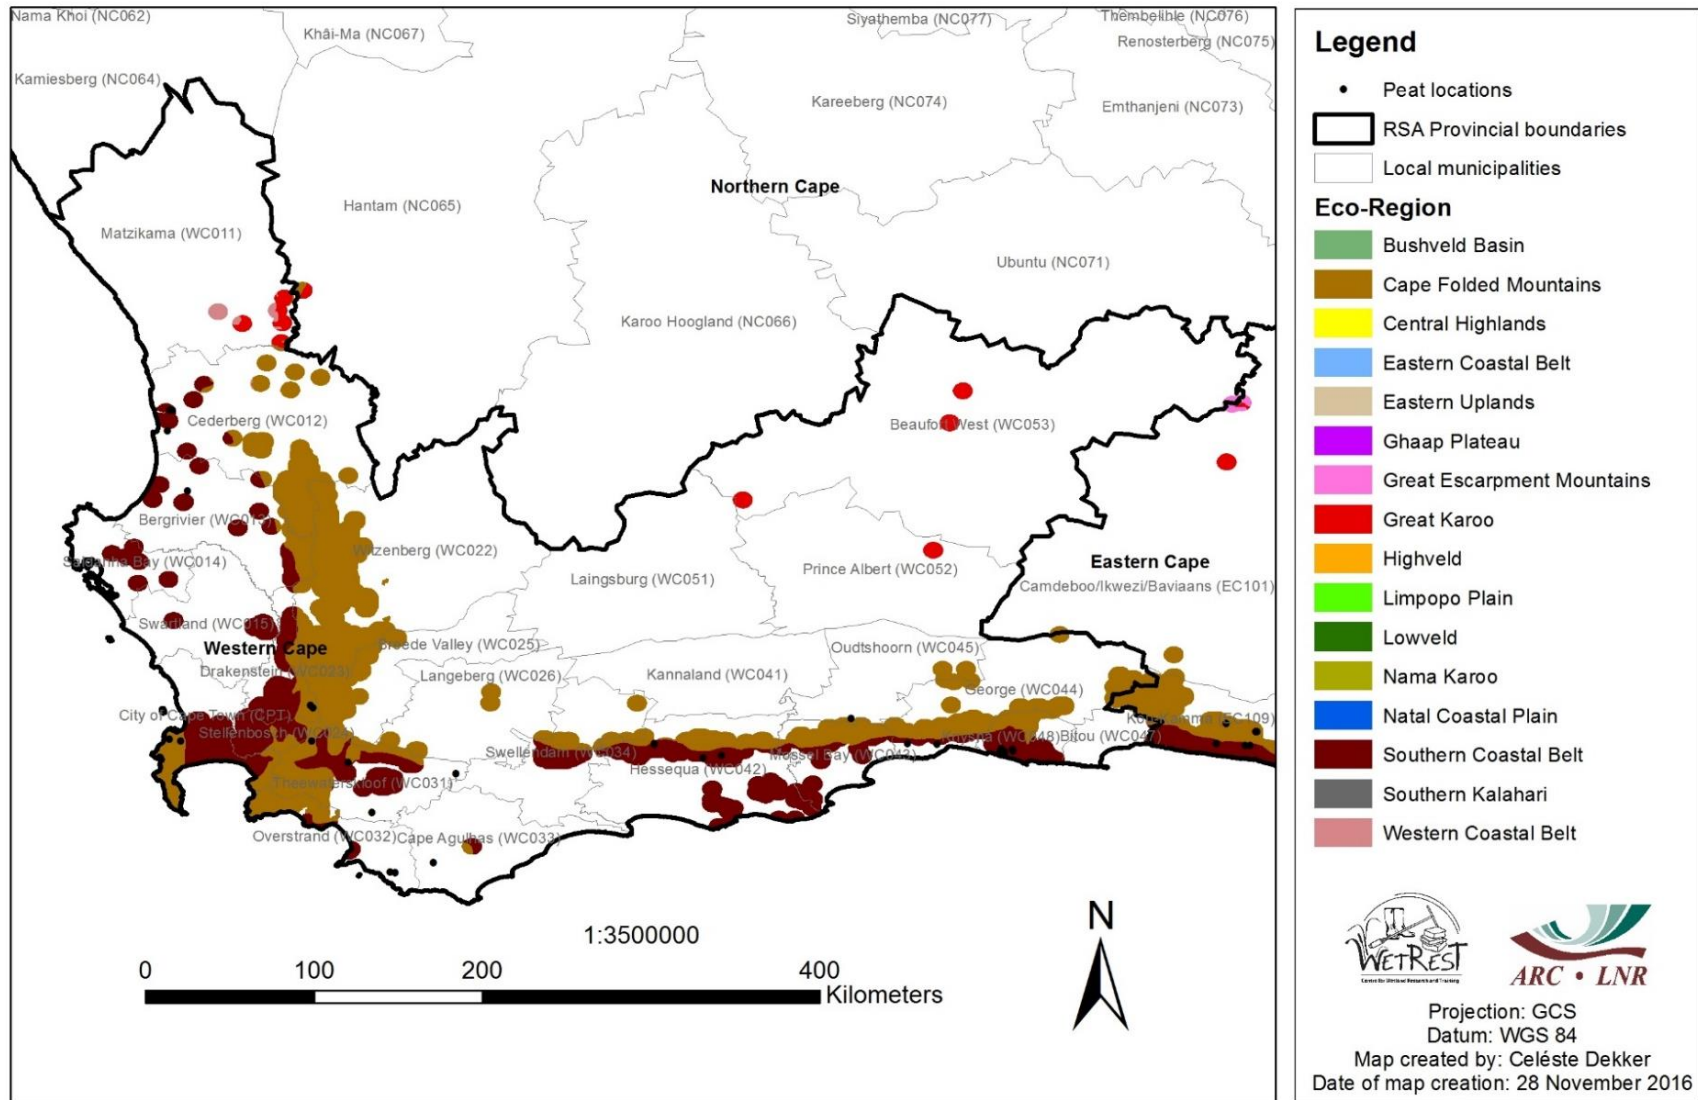 Nama Khoi (NC062)
Khâi-Ma (NC067)
Siyathemba (NC077)
Thembelihle (NC076)
Renosterberg (NC075)
Kamiesberg (NC064)
Kareeberg (NC074)
Emthanjeni (NC073)
Northern Cape
Hantam (NC065)
Matzikama (WC011)
Ubuntu (NC071)
Karoo Hoogland (NC066)
Cederberg (WC012)
Beaufort West (WC053)
Bergrivier (WC013)
Witzenberg (WC022)
Saldanha Bay (WC014)
Laingsburg (WC051)
Prince Albert (WC052)
Eastern Cape
Camdeboo/Ikwezi/Baviaans (EC101)
Swartland (WC015)
Western Cape
Breede Valley (WC025)
Oudtshoorn (WC045)
Drakenstein (WC023)
Langeberg (WC026)
Kannaland (WC041)
George (WC044)
City of Cape Town (CPT)
Stellenbosch (WC024)
Kou-Kamma (EC109)
Knysna (WC048)
Bitou (WC047)
Swellendam (WC034)
Mossel Bay (WC043)
Hessequa (WC042)
Theewaterskloof (WC031)
Overstrand (WC032)
Cape Agulhas (WC033)
1:3500000
N
0 100 200 400
Kilometers
Legend
Peat locations
RSA Provincial boundaries
Local municipalities
Eco-Region
Bushveld Basin
Cape Folded Mountains
Central Highlands
Eastern Coastal Belt
Eastern Uplands
Ghaap Plateau
Great Escarpment Mountains
Great Karoo
Highveld
Limpopo Plain
Lowveld
Nama Karoo
Natal Coastal Plain
Southern Coastal Belt
Southern Kalahari
Western Coastal Belt
WETREST
Centre for Wetland Research and Training
ARC • LNR
Projection: GCS
Datum: WGS 84
Map created by: Celéste Dekker
Date of map creation: 28 November 2016